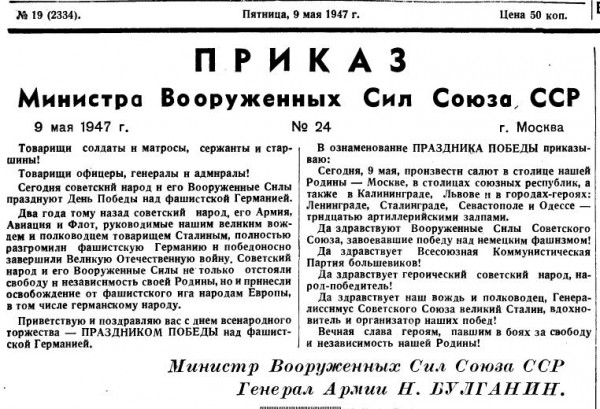 № 19 (2334).
Пятница, 9 мая 1947 г.
Цена 50 коп.
ПРИКАЗ
Министра Вооруженных Сил Союза ССР
9 мая 1947 г.
№ 24
г. Москва
Товарищи солдаты и матросы, сержанты и стар-
шины!
Товарищи офицеры, генералы и адмиралы!
Сегодня советский народ и его Вооруженные Силы
празднуют День Победы над фашистской Германией.
Два года тому назад советский народ, его Армия,
Авиация и Флот, руководимые нашим великим вож-
дем и полководцем товарищем Сталиным, полностью
разгромили фашистскую Германию и победоносно
завершили Великую Отечественную войну. Советский
народ и его Вооруженные Силы не только отстояли
свободу и независимость своей Родины, но и принесли
освобождение от фашистского ига народам Европы,
в том числе германскому народу.
Приветствую и поздравляю вас с днем всенародного
торжества — ПРАЗДНИКОМ ПОБЕДЫ над фашист-
ской Германией.
В ознаменование ПРАЗДНИКА ПОБЕДЫ приказы-
ваю:
Сегодня, 9 мая, произвести салют в столице нашей
Родины — Москве, в столицах союзных республик, а
также в Калининграде, Львове и в городах-героях:
Ленинграде, Сталинграде, Севастополе и Одессе —
тридцатью артиллерийскими залпами.
Да здравствуют Вооруженные Силы Советского
Союза, завоевавшие победу над немецким фашизмом!
Да здравствует Всесоюзная Коммунистическая
Партия большевиков!
Да здравствует героический советский народ, народ-
победитель!
Да здравствует наш вождь и полководец, Генера-
лиссимус Советского Союза великий Сталин, вдохно-
витель и организатор наших побед!
Вечная слава героям, павшим в боях за свободу
и независимость нашей Родины!
Министр Вооруженных Сил Союза ССР
Генерал Армии Н. БУЛГАНИН.